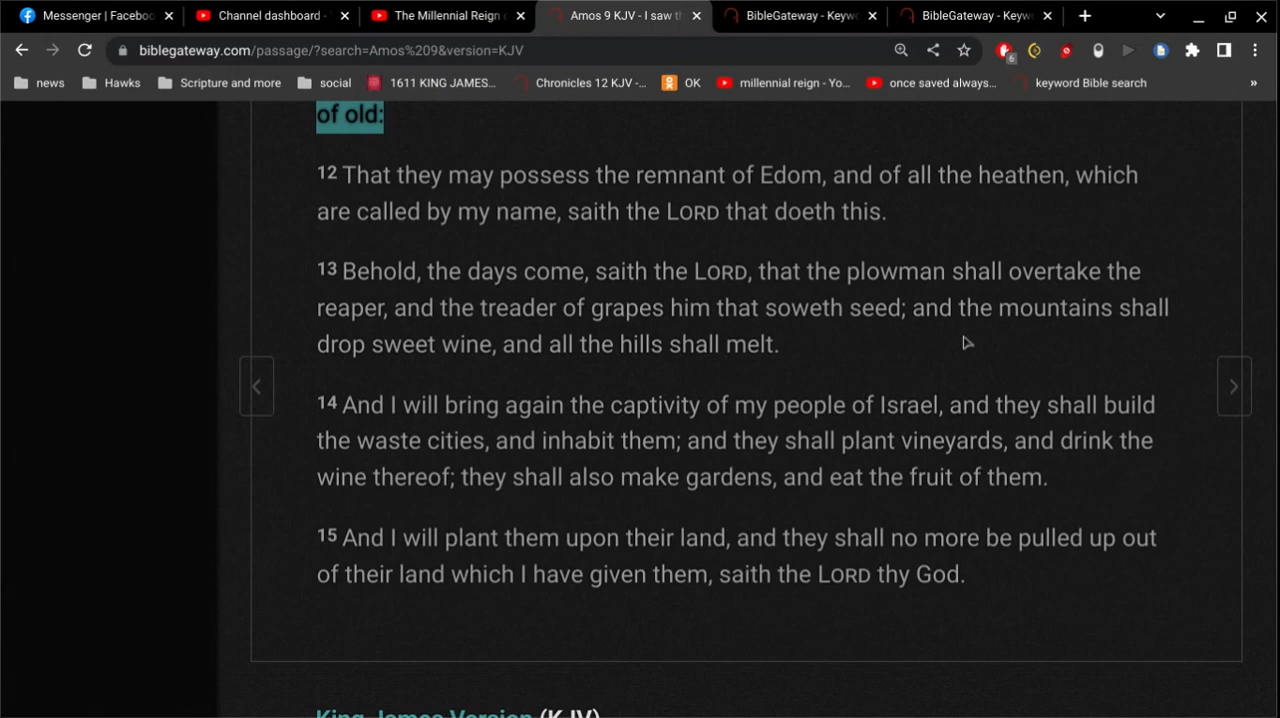 Messenger | Faceboo
Channel dashboard -
The Millennial Reign o
Amos 9 KJV - I saw th
BibleGateway - Keywo
BibleGateway - Keyw
biblegateway.com/passage/?search=Amos%209&version=KJV
6
news
Hawks
Scripture and more
social
1611 KING JAMES...
Chronicles 12 KJV -...
OK
millennial reign - Yo...
once saved always...
keyword Bible search
»
of old:
12 That they may possess the remnant of Edom, and of all the heathen, which
are called by my name, saith the LORD that doeth this.
13 Behold, the days come, saith the LORD, that the plowman shall overtake the
reaper, and the treader of grapes him that soweth seed; and the mountains shall
drop sweet wine, and all the hills shall melt.
14 And I will bring again the captivity of my people of Israel, and they shall build
the waste cities, and inhabit them; and they shall plant vineyards, and drink the
wine thereof; they shall also make gardens, and eat the fruit of them.
15 And I will plant them upon their land, and they shall no more be pulled up out
of their land which I have given them, saith the LORD thy God.
King James Version (KJV)